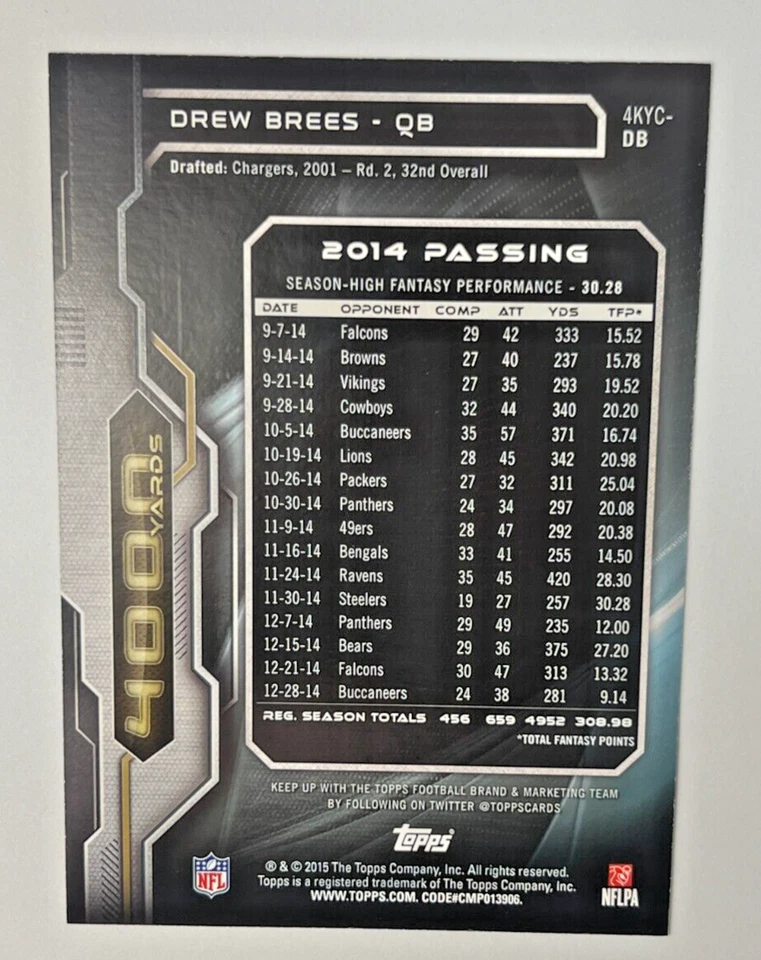 DREW BREES - QB
4KYC-
DB
Drafted: Chargers, 2001 – Rd. 2, 32nd Overall
2014 PASSING
SEASON-HIGH FANTASY PERFORMANCE - 30.28
DATE OPPONENT COMP ATT YDS TFP*
9-7-14 Falcons 29 42 333 15.52
9-14-14 Browns 27 40 237 15.78
9-21-14 Vikings 27 35 293 19.52
9-28-14 Cowboys 32 44 340 20.20
10-5-14 Buccaneers 35 57 371 16.74
10-19-14 Lions 28 45 342 20.98
10-26-14 Packers 27 32 311 25.04
10-30-14 Panthers 24 34 297 20.08
11-9-14 49ers 28 47 292 20.38
11-16-14 Bengals 33 41 255 14.50
11-24-14 Ravens 35 45 420 28.30
11-30-14 Steelers 19 27 257 30.28
12-7-14 Panthers 29 49 235 12.00
12-15-14 Bears 29 36 375 27.20
12-21-14 Falcons 30 47 313 13.32
12-28-14 Buccaneers 24 38 281 9.14
REG. SEASON TOTALS 456 659 4952 308.98
*TOTAL FANTASY POINTS
4000
YARDS
KEEP UP WITH THE TOPPS FOOTBALL BRAND & MARKETING TEAM
BY FOLLOWING ON TWITTER @TOPPSCARDS
topps
® & © 2015 The Topps Company, Inc. All rights reserved.
Topps is a registered trademark of The Topps Company, Inc.
WWW.TOPPS.COM. CODE#CMP013906.
NFL
NFLPA